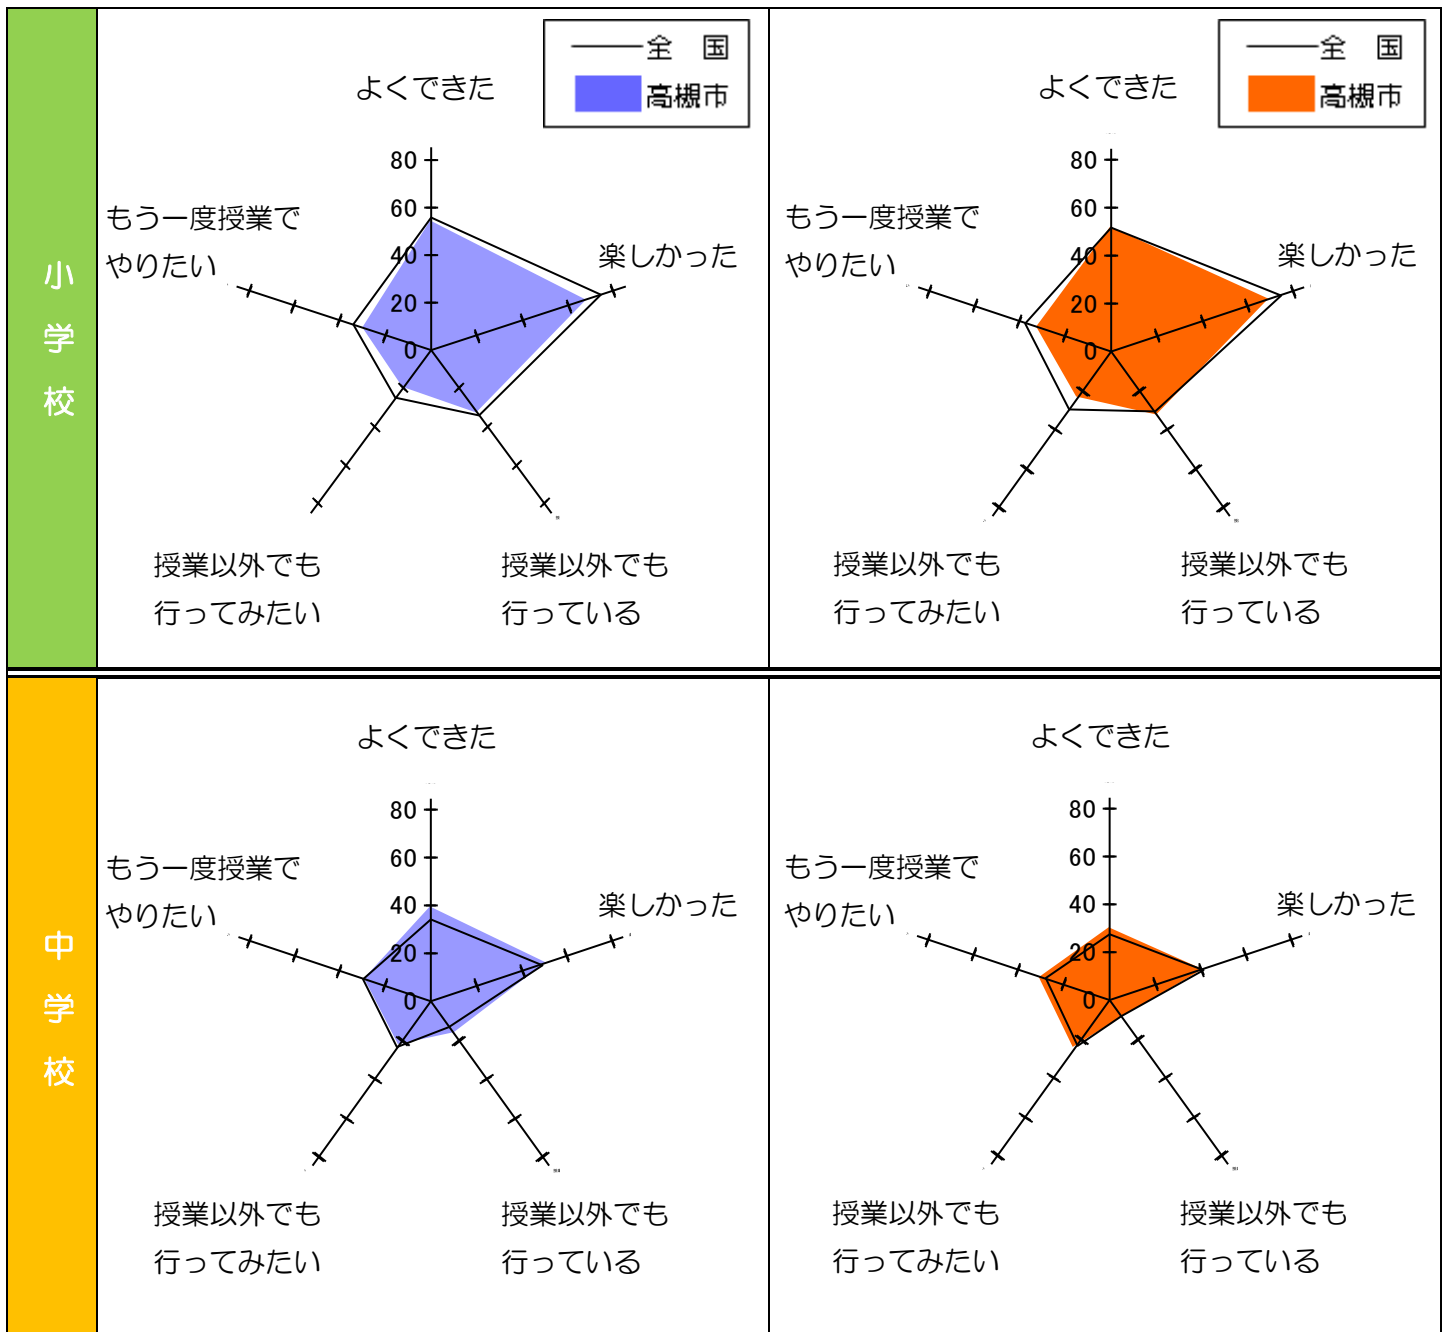 小学校
全 国
高槻市
よくできた
楽しかった
もう一度授業で
やりたい
80
60
40
20
0
授業以外でも
行ってみたい
授業以外でも
行っている
全 国
高槻市
よくできた
楽しかった
もう一度授業で
やりたい
80
60
40
20
0
授業以外でも
行ってみたい
授業以外でも
行っている
中学校
よくできた
楽しかった
もう一度授業で
やりたい
80
60
40
20
0
授業以外でも
行ってみたい
授業以外でも
行っている
よくできた
楽しかった
もう一度授業で
やりたい
80
60
40
20
0
授業以外でも
行ってみたい
授業以外でも
行っている